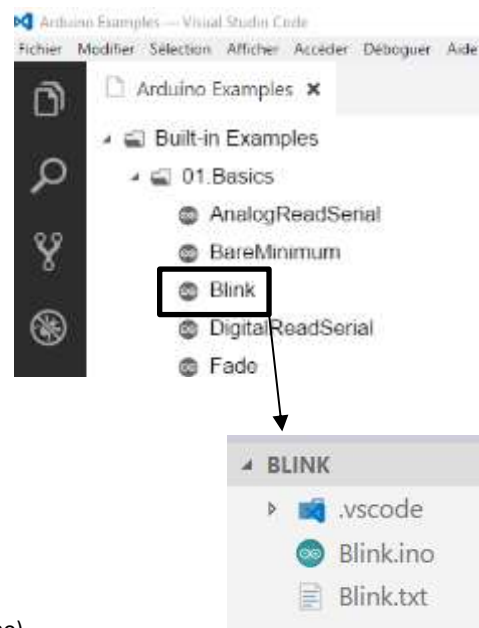 Arduino Examples — Visual Studio Code
Fichier Modifier Sélection Afficher Accéder Déboguer Aide
Arduino Examples ×
Built-in Examples
01.Basics
AnalogReadSerial
BareMinimum
Blink
DigitalReadSerial
Fade
BLINK
.vscode
Blink.ino
Blink.txt